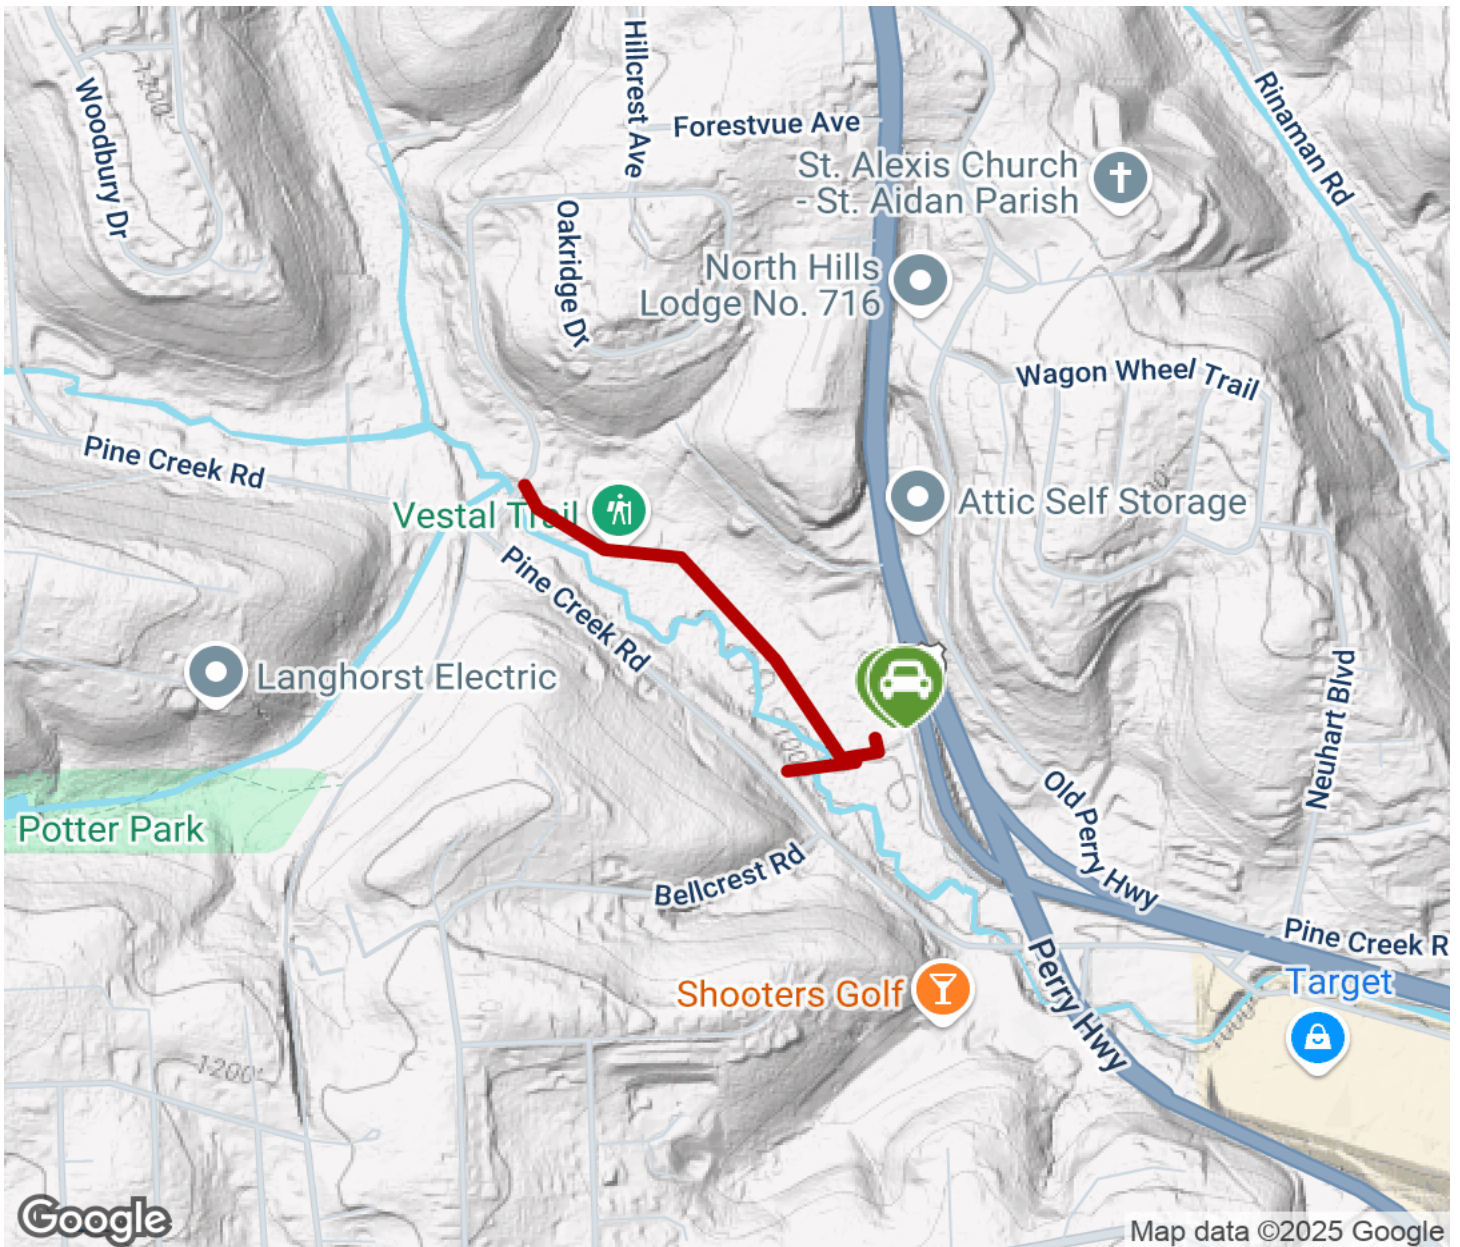 Hillcrest Ave
Woodbury Dr
1200
Forestvue Ave
Rinaman Rd
St. Alexis Church
- St. Aidan Parish
Oakridge Dr
North Hills
Lodge No. 716
Wagon Wheel Trail
Pine Creek Rd
Attic Self Storage
Vestal Trail
Pine Creek Rd
Langhorst Electric
Neuhart Blvd
Old Perry Hwy
Potter Park
Bellcrest Rd
Pine Creek R
Perry Hwy
Target
Shooters Golf
1000
1200'
Google
Map data ©2025 Google